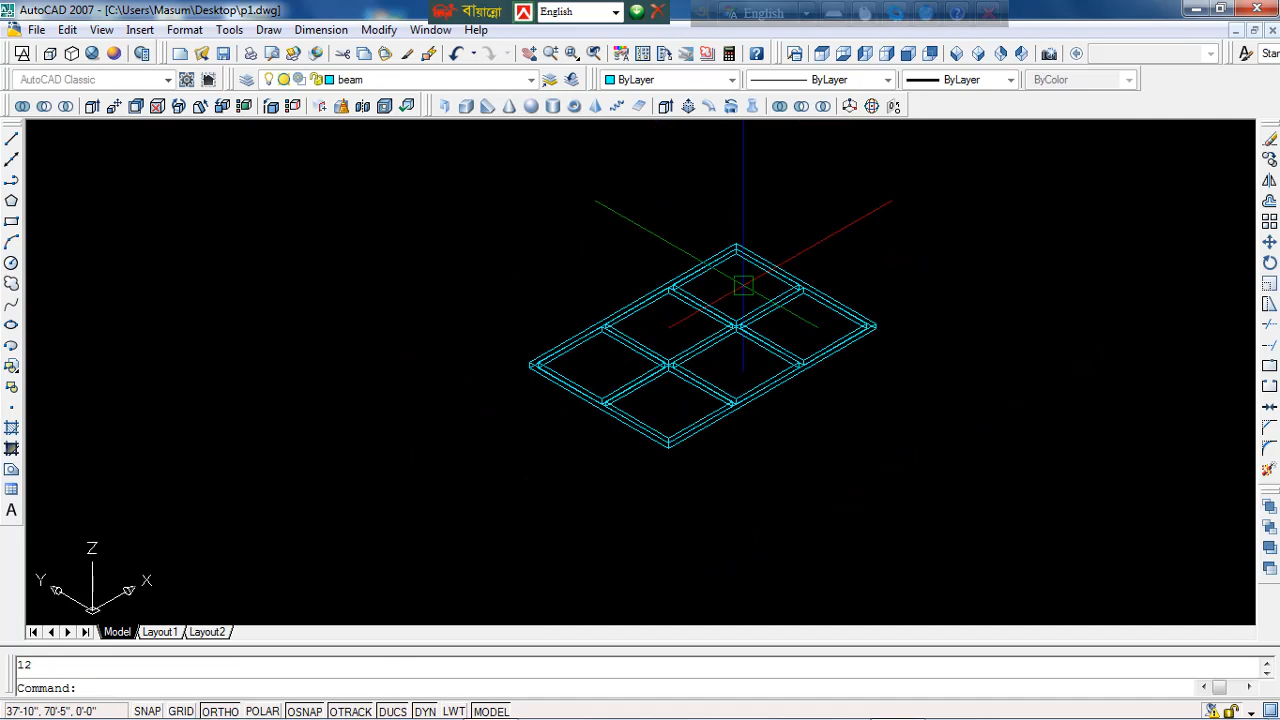 AutoCAD 2007 - [C:\Users\Masum\Desktop\p1.dwg]
বায়ান্নো
English
English
File Edit View Insert Format Tools Draw Dimension Modify Window Help
Star
AutoCAD Classic
beam
ByLayer
ByLayer
ByLayer
ByColor
A
Z
Y
X
Model Layout1 Layout2
12
Command:
37'-10", 70'-5", 0'-0"
SNAP GRID ORTHO POLAR OSNAP OTRACK DUCS DYN LWT MODEL